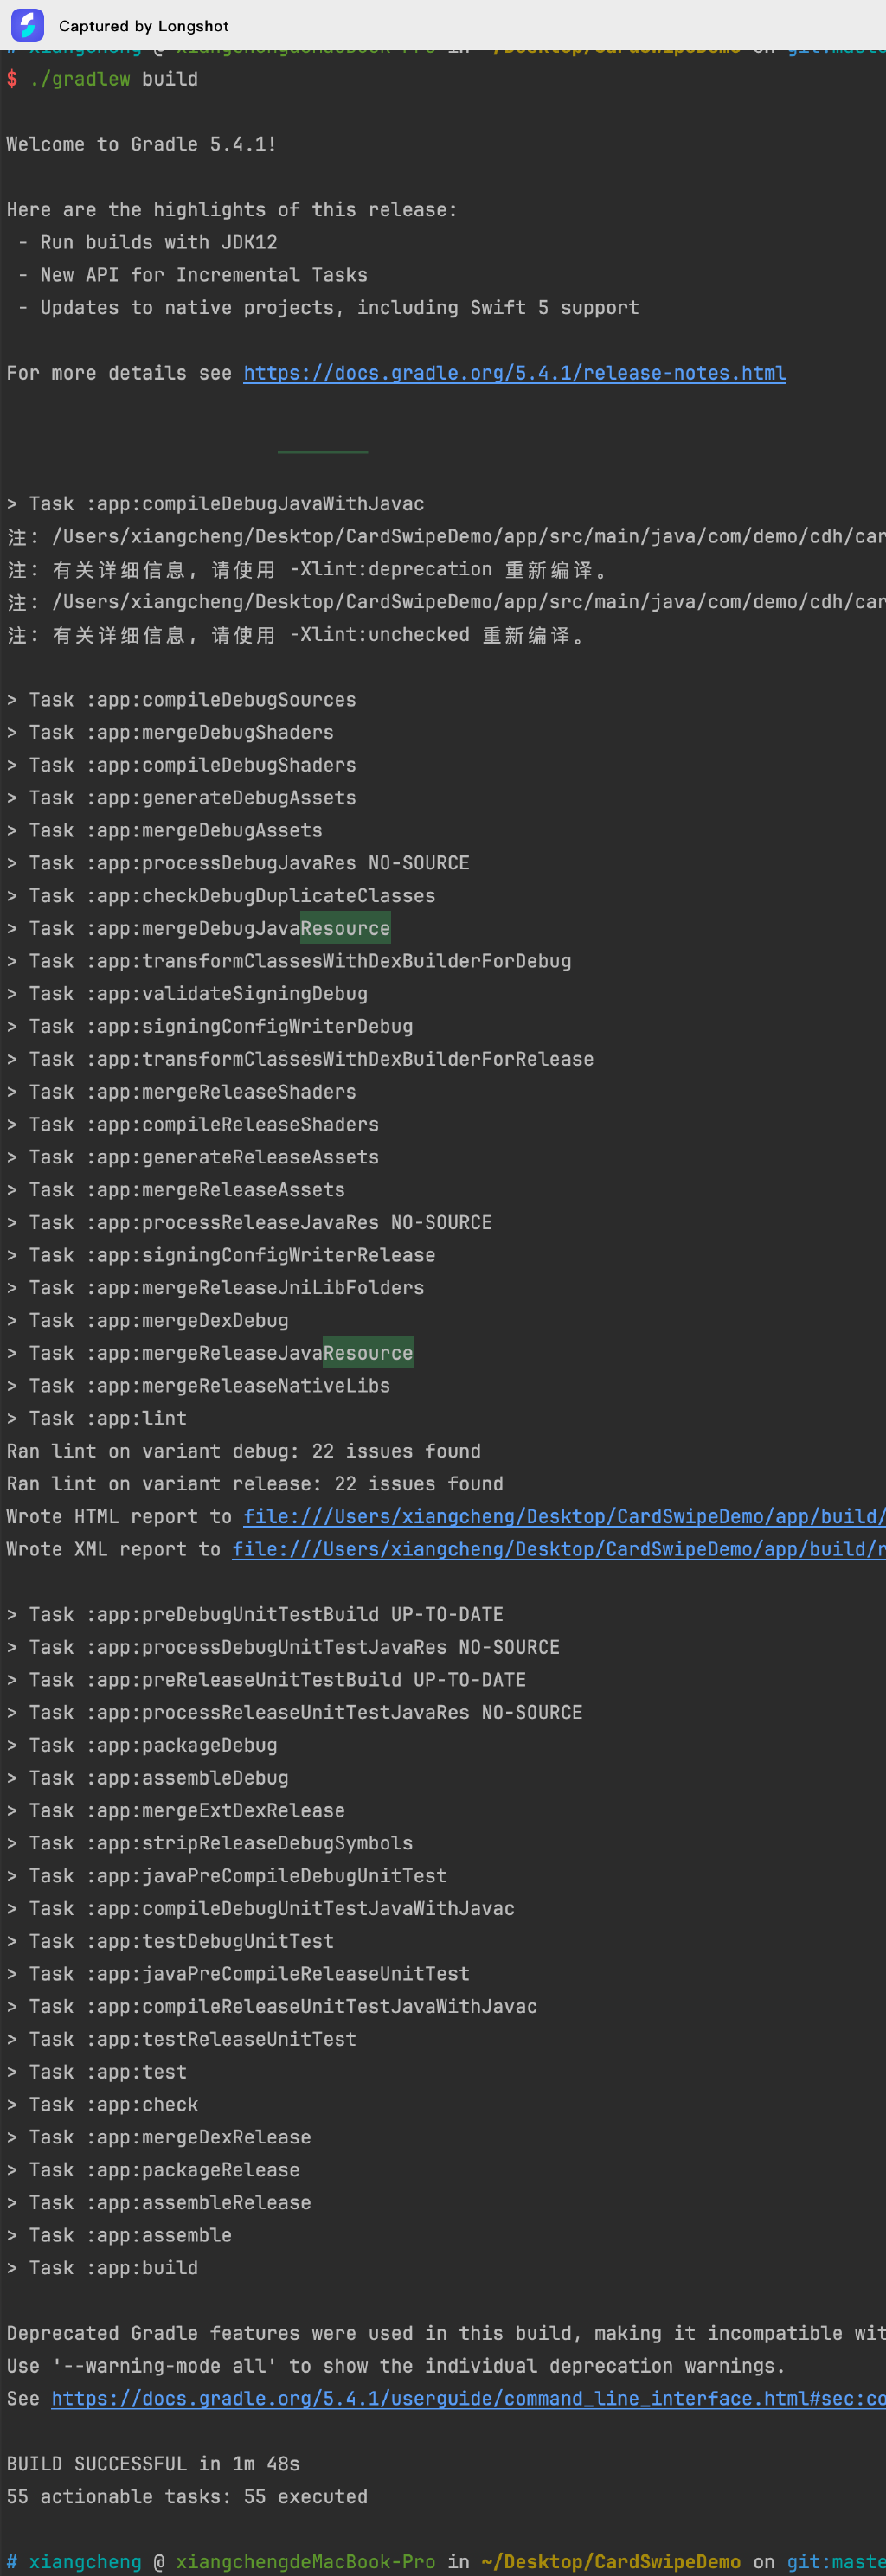 Captured by Longshot
# xiangcheng @ xiangchengdeMacBook-Pro in ~/Desktop/CardSwipeDemo on git:maste
$ ./gradlew build
Welcome to Gradle 5.4.1!
Here are the highlights of this release:
- Run builds with JDK12
- New API for Incremental Tasks
- Updates to native projects, including Swift 5 support
For more details see https://docs.gradle.org/5.4.1/release-notes.html
> Task :app:compileDebugJavaWithJavac
注: /Users/xiangcheng/Desktop/CardSwipeDemo/app/src/main/java/com/demo/cdh/car
注: 有关详细信息, 请使用 -Xlint:deprecation 重新编译。
注: /Users/xiangcheng/Desktop/CardSwipeDemo/app/src/main/java/com/demo/cdh/car
注: 有关详细信息, 请使用 -Xlint:unchecked 重新编译。
> Task :app:compileDebugSources
> Task :app:mergeDebugShaders
> Task :app:compileDebugShaders
> Task :app:generateDebugAssets
> Task :app:mergeDebugAssets
> Task :app:processDebugJavaRes NO-SOURCE
> Task :app:checkDebugDuplicateClasses
> Task :app:mergeDebugJavaResource
> Task :app:transformClassesWithDexBuilderForDebug
> Task :app:validateSigningDebug
> Task :app:signingConfigWriterDebug
> Task :app:transformClassesWithDexBuilderForRelease
> Task :app:mergeReleaseShaders
> Task :app:compileReleaseShaders
> Task :app:generateReleaseAssets
> Task :app:mergeReleaseAssets
> Task :app:processReleaseJavaRes NO-SOURCE
> Task :app:signingConfigWriterRelease
> Task :app:mergeReleaseJniLibFolders
> Task :app:mergeDexDebug
> Task :app:mergeReleaseJavaResource
> Task :app:mergeReleaseNativeLibs
> Task :app:lint
Ran lint on variant debug: 22 issues found
Ran lint on variant release: 22 issues found
Wrote HTML report to file:///Users/xiangcheng/Desktop/CardSwipeDemo/app/build/
Wrote XML report to file:///Users/xiangcheng/Desktop/CardSwipeDemo/app/build/r
> Task :app:preDebugUnitTestBuild UP-TO-DATE
> Task :app:processDebugUnitTestJavaRes NO-SOURCE
> Task :app:preReleaseUnitTestBuild UP-TO-DATE
> Task :app:processReleaseUnitTestJavaRes NO-SOURCE
> Task :app:packageDebug
> Task :app:assembleDebug
> Task :app:mergeExtDexRelease
> Task :app:stripReleaseDebugSymbols
> Task :app:javaPreCompileDebugUnitTest
> Task :app:compileDebugUnitTestJavaWithJavac
> Task :app:testDebugUnitTest
> Task :app:javaPreCompileReleaseUnitTest
> Task :app:compileReleaseUnitTestJavaWithJavac
> Task :app:testReleaseUnitTest
> Task :app:test
> Task :app:check
> Task :app:mergeDexRelease
> Task :app:packageRelease
> Task :app:assembleRelease
> Task :app:assemble
> Task :app:build
Deprecated Gradle features were used in this build, making it incompatible wit
Use '--warning-mode all' to show the individual deprecation warnings.
See https://docs.gradle.org/5.4.1/userguide/command_line_interface.html#sec:co
BUILD SUCCESSFUL in 1m 48s
55 actionable tasks: 55 executed
# xiangcheng @ xiangchengdeMacBook-Pro in ~/Desktop/CardSwipeDemo on git:maste